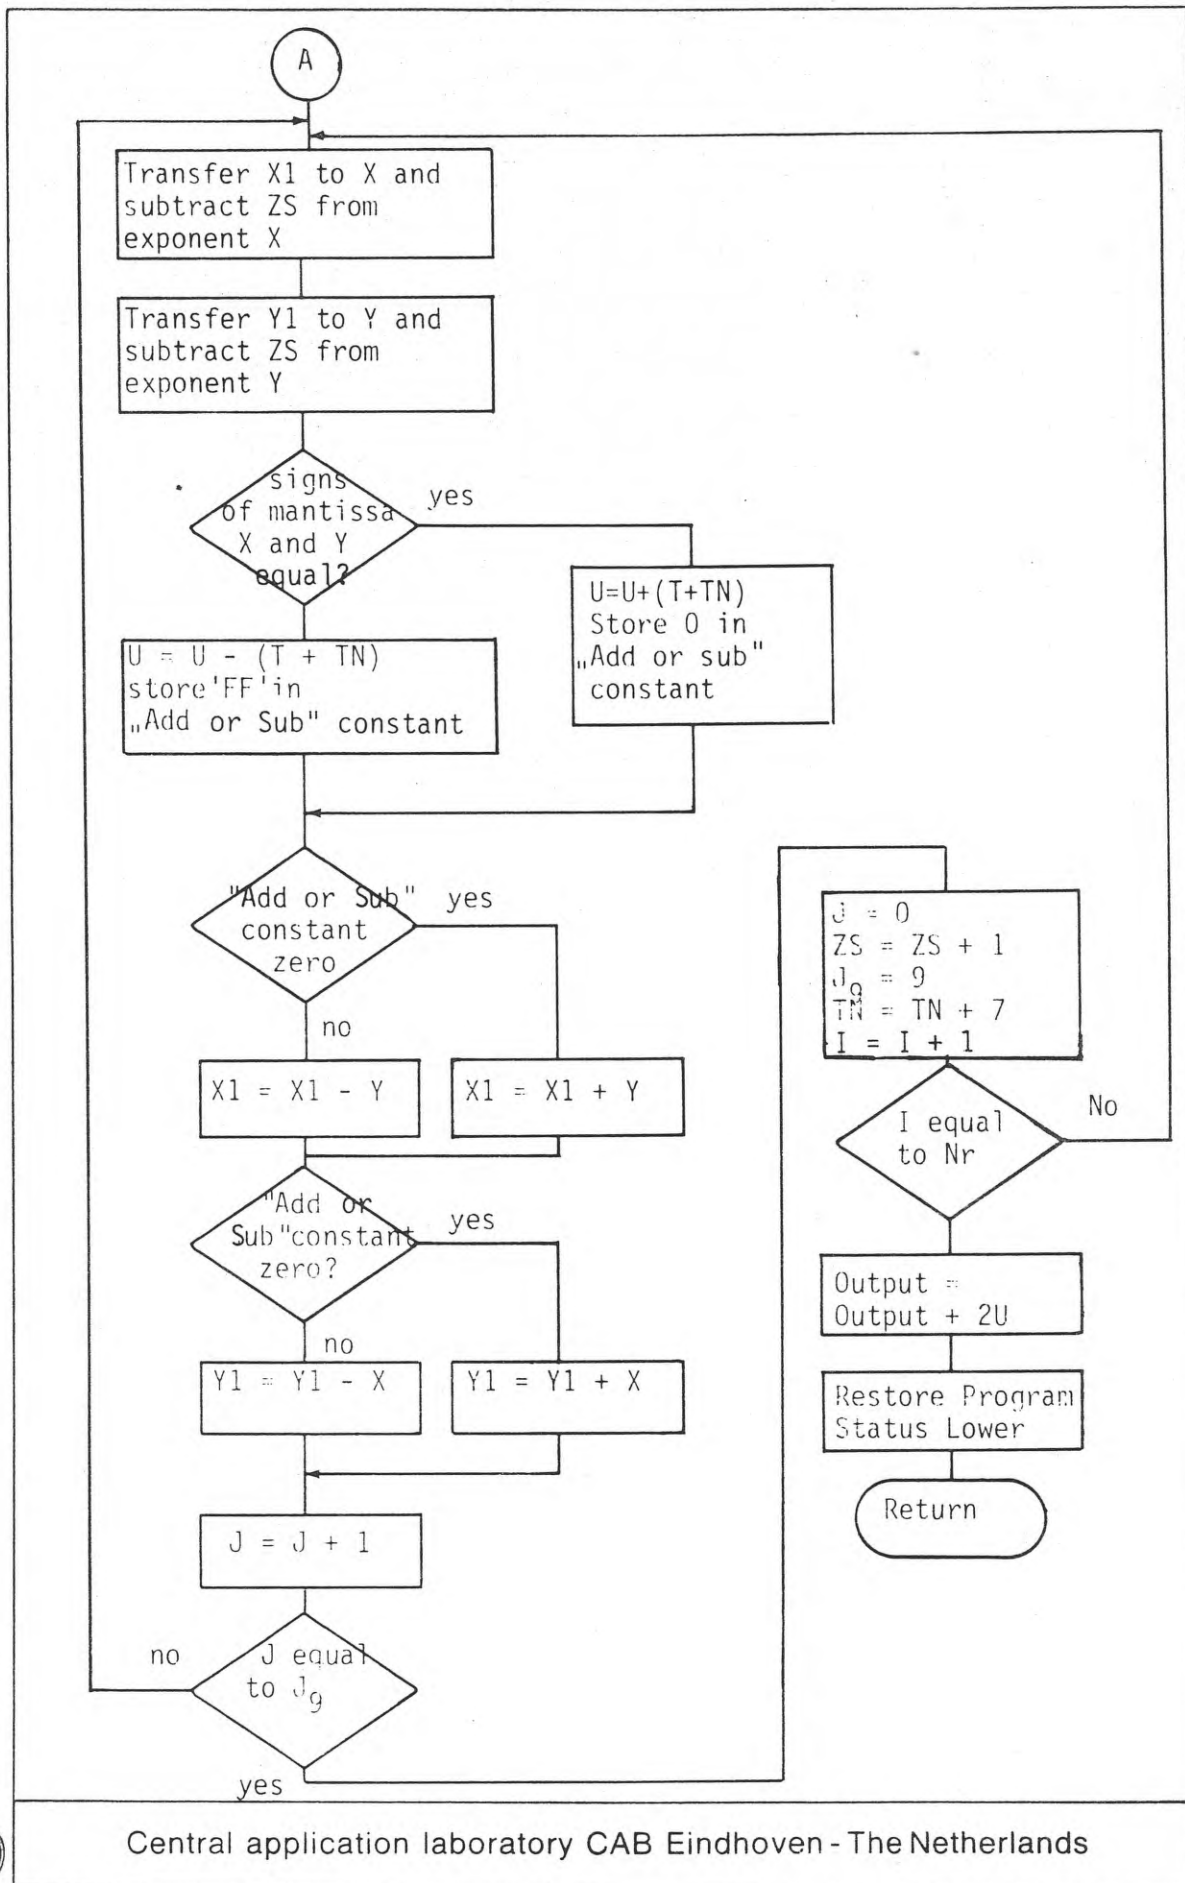 A
Transfer X1 to X and
subtract ZS from
exponent X
Transfer Y1 to Y and
subtract ZS from
exponent Y
signs
of mantissa
X and Y
equal?
yes
U=U+(T+TN)
Store 0 in
„Add or sub"
constant
U = U - (T + TN)
store'FF'in
„Add or Sub" constant
"Add or Sub"
constant
zero
yes
no
X1 = X1 - Y
X1 = X1 + Y
"Add or
Sub"constant
zero?
yes
no
Y1 = Y1 - X
Y1 = Y1 + X
J = J + 1
J equal
to J9
no
yes
J = 0
ZS = ZS + 1
J9 = 9
TN = TN + 7
I = I + 1
I equal
to Nr
No
Output =
Output + 2U
Restore Program
Status Lower
Return
Central application laboratory CAB Eindhoven - The Netherlands